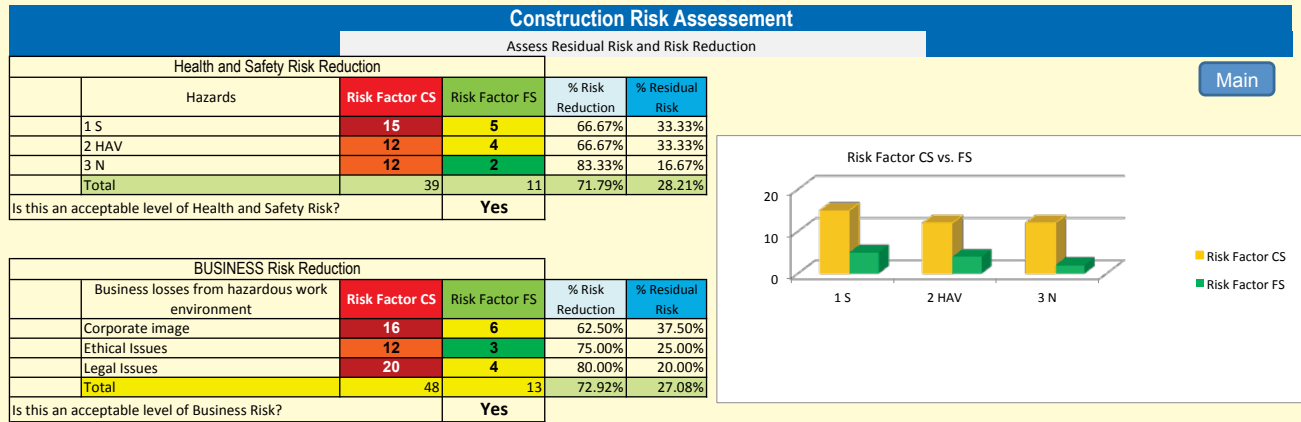 Construction Risk Assessement
Assess Residual Risk and Risk Reduction
Main
Health and Safety Risk Reduction
Hazards Risk Factor CS Risk Factor FS % Risk Reduction % Residual Risk
1 S 15 5 66.67% 33.33%
2 HAV 12 4 66.67% 33.33%
3 N 12 2 83.33% 16.67%
Total 39 11 71.79% 28.21%
Is this an acceptable level of Health and Safety Risk? Yes
BUSINESS Risk Reduction
Business losses from hazardous work environment Risk Factor CS Risk Factor FS % Risk Reduction % Residual Risk
Corporate image 16 6 62.50% 37.50%
Ethical Issues 12 3 75.00% 25.00%
Legal Issues 20 4 80.00% 20.00%
Total 48 13 72.92% 27.08%
Is this an acceptable level of Business Risk? Yes
Risk Factor CS vs. FS
20
10
0
1 S 2 HAV 3 N
Risk Factor CS
Risk Factor FS